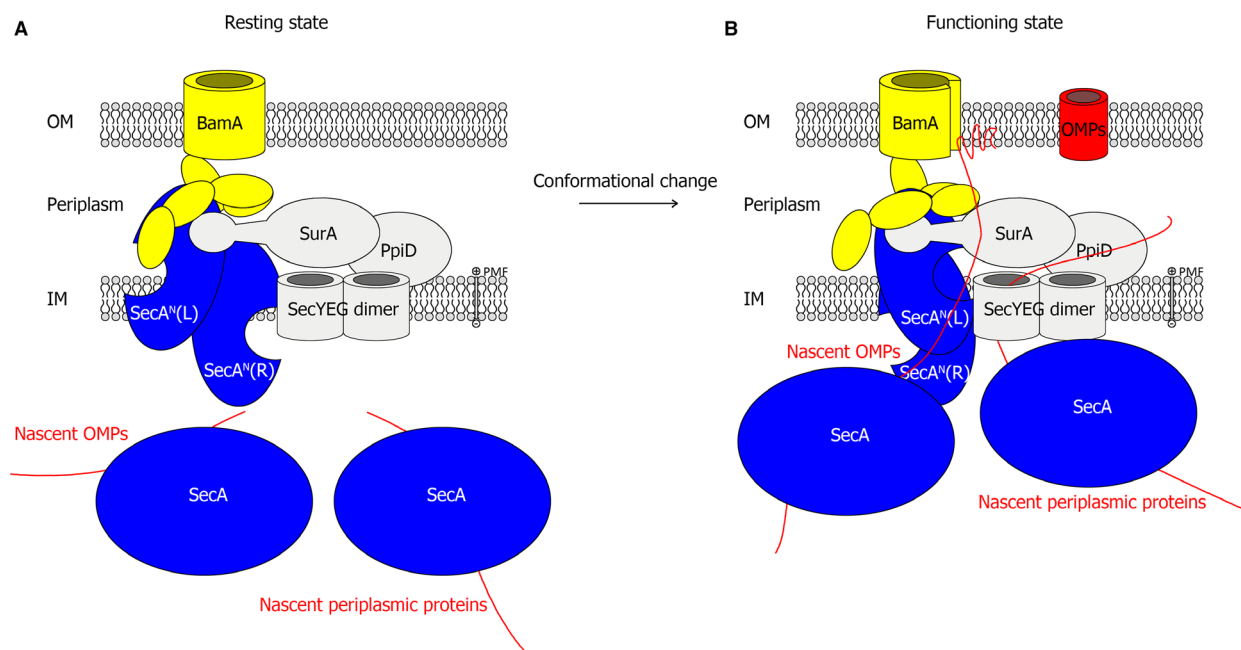 A
Resting state
OM
BamA
Periplasm
SurA
PpiD
IM
SecAᴺ(L)
SecYEG dimer
⊕ PMF
⊖
SecAᴺ(R)
Nascent OMPs
SecA
SecA
Nascent periplasmic proteins
Conformational change
B
Functioning state
OM
BamA
OMPs
Periplasm
SurA
PpiD
IM
SecAᴺ(L)
SecYEG dimer
⊕ PMF
⊖
Nascent OMPs
SecAᴺ(R)
SecA
SecA
Nascent periplasmic proteins